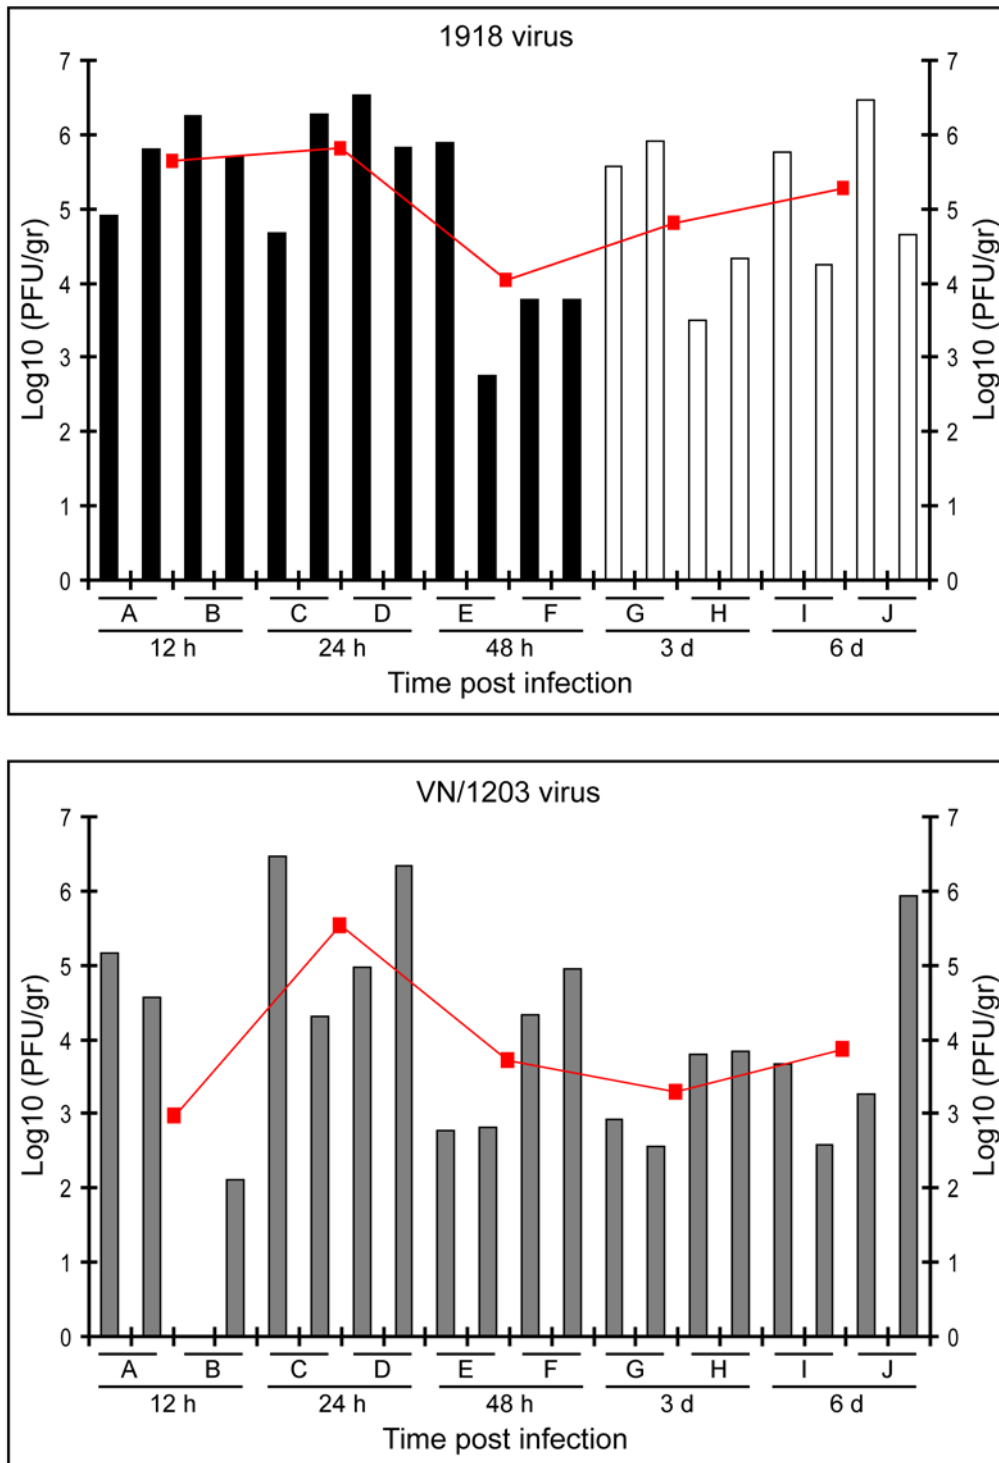 1918 virus
7 7
6 6
5 5
4 4
3 3
2 2
1 1
0 0
Log10 (PFU/gr)
Log10 (PFU/gr)
A B C D E F G H I J
12 h 24 h 48 h 3 d 6 d
Time post infection
VN/1203 virus
7 7
6 6
5 5
4 4
3 3
2 2
1 1
0 0
Log10 (PFU/gr)
Log10 (PFU/gr)
A B C D E F G H I J
12 h 24 h 48 h 3 d 6 d
Time post infection